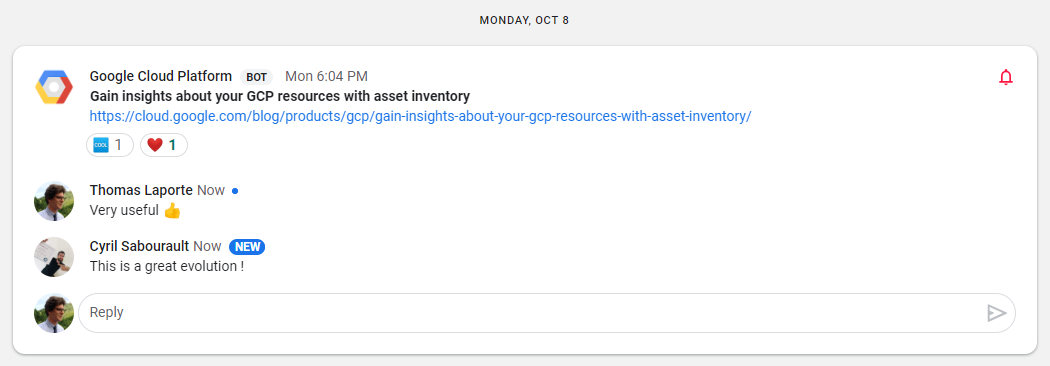 MONDAY, OCT 8
Google Cloud Platform BOT Mon 6:04 PM
Gain insights about your GCP resources with asset inventory
https://cloud.google.com/blog/products/gcp/gain-insights-about-your-gcp-resources-with-asset-inventory/
COOL 1 ❤️ 1
Thomas Laporte Now
Very useful 👍
Cyril Sabourault Now NEW
This is a great evolution !
Reply